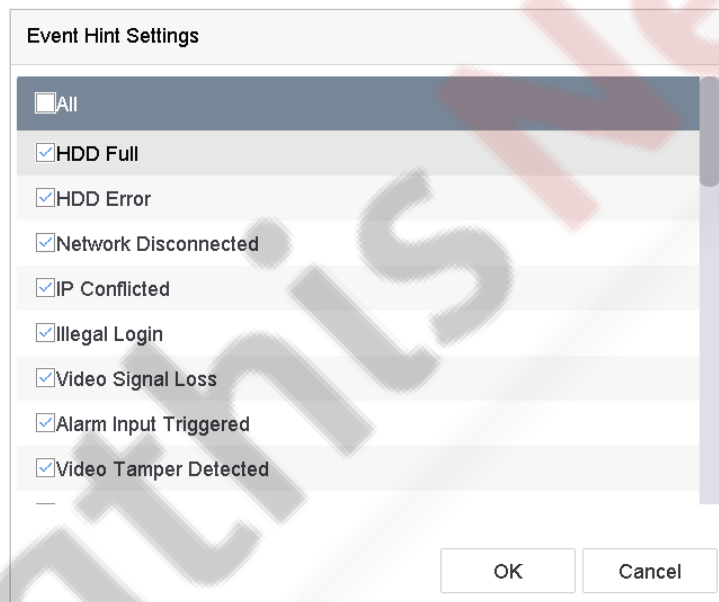 Event Hint Settings
All
HDD Full
HDD Error
Network Disconnected
IP Conflicted
Illegal Login
Video Signal Loss
Alarm Input Triggered
Video Tamper Detected
OK Cancel